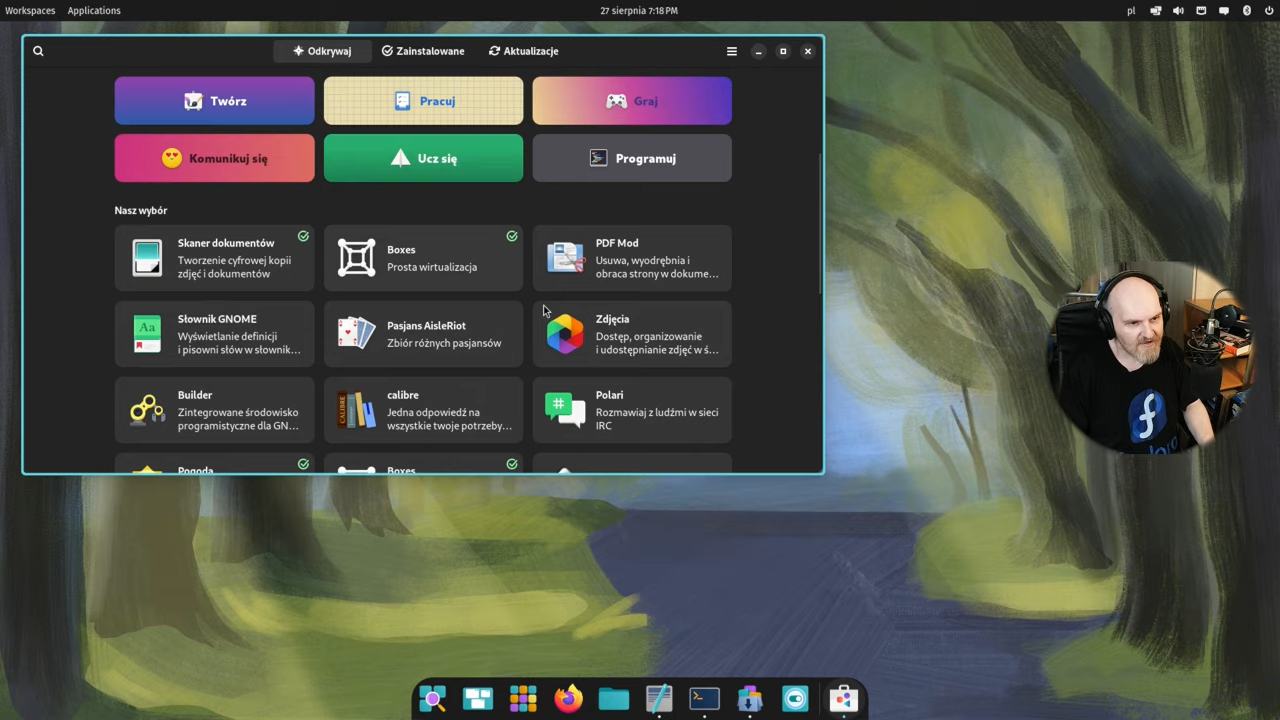 Workspaces
Applications
27 sierpnia 7:18 PM
pl
Odkrywaj
Zainstalowane
Aktualizacje
Twórz
Pracuj
Graj
Komunikuj się
Ucz się
Programuj
Nasz wybór
Skaner dokumentów
Tworzenie cyfrowej kopii
zdjęć i dokumentów
Boxes
Prosta wirtualizacja
PDF Mod
Usuwa, wyodrębnia i
obraca strony w dokume...
Słownik GNOME
Wyświetlanie definicji
i pisowni słów w słownik...
Pasjans AisleRiot
Zbiór różnych pasjansów
Zdjęcia
Dostęp, organizowanie
i udostępnianie zdjęć w ś...
Builder
Zintegrowane środowisko
programistyczne dla GN...
calibre
Jedna odpowiedź na
wszystkie twoje potrzeby...
Polari
Rozmawiaj z ludźmi w sieci
IRC
Pogoda
Boxes